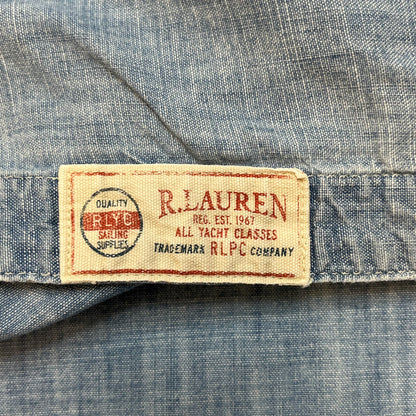 QUALITY
RLYC
SAILING
SUPPLIES
R.LAUREN
REG. EST. 1967
ALL YACHT CLASSES
TRADEMARK RLPC COMPANY